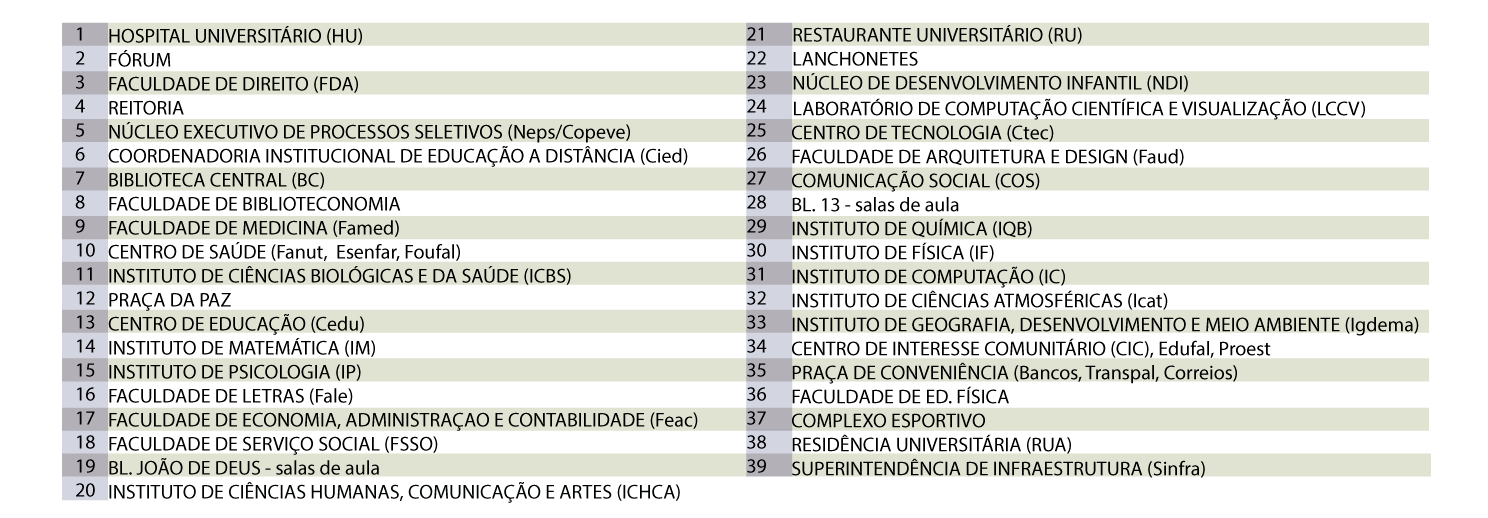 1 HOSPITAL UNIVERSITÁRIO (HU)
2 FÓRUM
3 FACULDADE DE DIREITO (FDA)
4 REITORIA
5 NÚCLEO EXECUTIVO DE PROCESSOS SELETIVOS (Neps/Copeve)
6 COORDENADORIA INSTITUCIONAL DE EDUCAÇÃO A DISTÂNCIA (Cied)
7 BIBLIOTECA CENTRAL (BC)
8 FACULDADE DE BIBLIOTECONOMIA
9 FACULDADE DE MEDICINA (Famed)
10 CENTRO DE SAÚDE (Fanut, Esenfar, Foufal)
11 INSTITUTO DE CIÊNCIAS BIOLÓGICAS E DA SAÚDE (ICBS)
12 PRAÇA DA PAZ
13 CENTRO DE EDUCAÇÃO (Cedu)
14 INSTITUTO DE MATEMÁTICA (IM)
15 INSTITUTO DE PSICOLOGIA (IP)
16 FACULDADE DE LETRAS (Fale)
17 FACULDADE DE ECONOMIA, ADMINISTRAÇAO E CONTABILIDADE (Feac)
18 FACULDADE DE SERVIÇO SOCIAL (FSSO)
19 BL. JOÃO DE DEUS - salas de aula
20 INSTITUTO DE CIÊNCIAS HUMANAS, COMUNICAÇÃO E ARTES (ICHCA)
21 RESTAURANTE UNIVERSITÁRIO (RU)
22 LANCHONETES
23 NÚCLEO DE DESENVOLVIMENTO INFANTIL (NDI)
24 LABORATÓRIO DE COMPUTAÇÃO CIENTÍFICA E VISUALIZAÇÃO (LCCV)
25 CENTRO DE TECNOLOGIA (Ctec)
26 FACULDADE DE ARQUITETURA E DESIGN (Faud)
27 COMUNICAÇÃO SOCIAL (COS)
28 BL. 13 - salas de aula
29 INSTITUTO DE QUÍMICA (IQB)
30 INSTITUTO DE FÍSICA (IF)
31 INSTITUTO DE COMPUTAÇÃO (IC)
32 INSTITUTO DE CIÊNCIAS ATMOSFÉRICAS (Icat)
33 INSTITUTO DE GEOGRAFIA, DESENVOLVIMENTO E MEIO AMBIENTE (Igdema)
34 CENTRO DE INTERESSE COMUNITÁRIO (CIC), Edufal, Proest
35 PRAÇA DE CONVENIÊNCIA (Bancos, Transpal, Correios)
36 FACULDADE DE ED. FÍSICA
37 COMPLEXO ESPORTIVO
38 RESIDÊNCIA UNIVERSITÁRIA (RUA)
39 SUPERINTENDÊNCIA DE INFRAESTRUTURA (Sinfra)